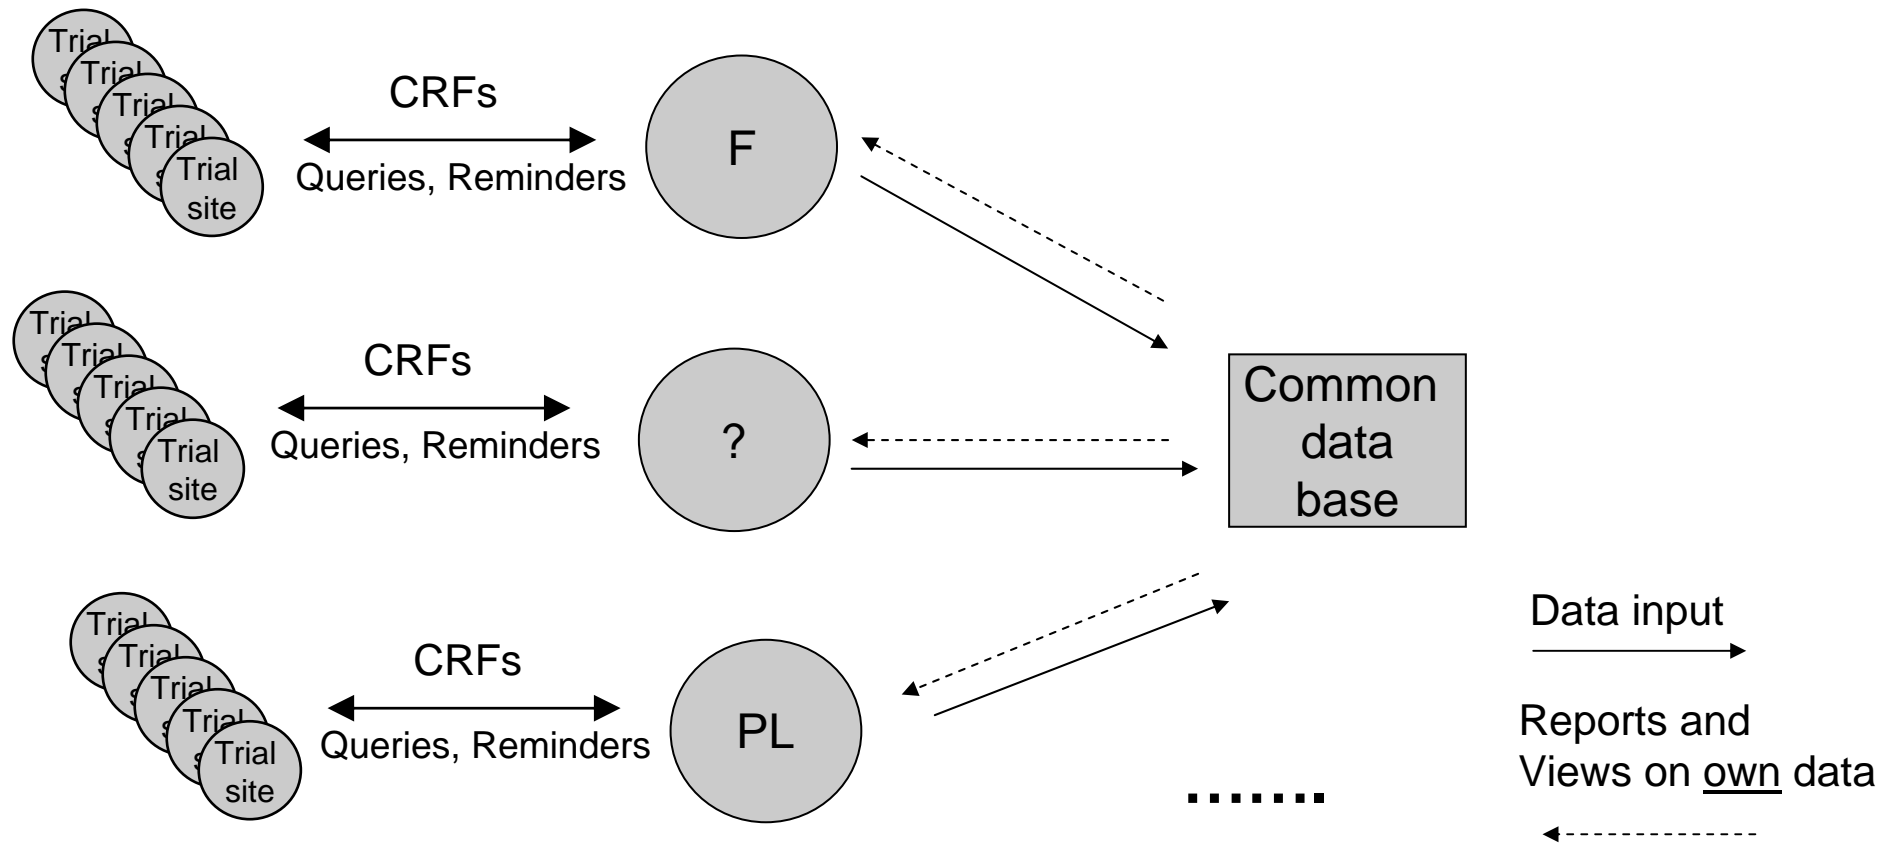 Trial
s
Trial
s
Trial
s
Trial
s
Trial
site
CRFs
Queries, Reminders
F
Trial
s
Trial
s
Trial
s
Trial
s
Trial
site
CRFs
Queries, Reminders
?
Common
data
base
Trial
s
Trial
s
Trial
s
Trial
s
Trial
site
CRFs
Queries, Reminders
PL
.......
Data input
Reports and
Views on own data